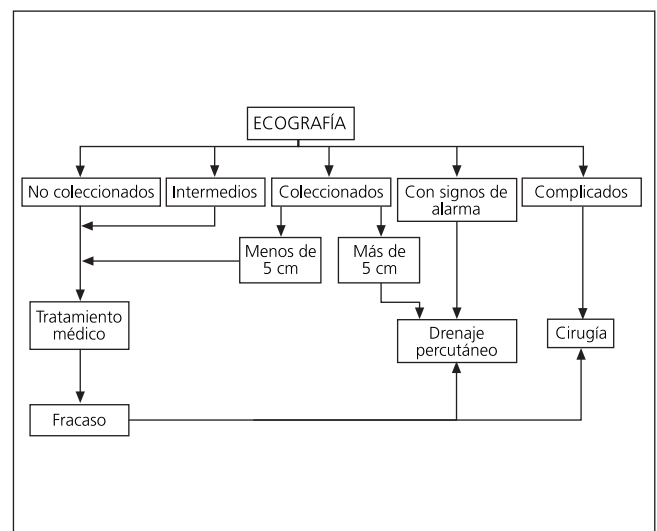 ECOGRAFÍA
No coleccionados
Intermedios
Coleccionados
Con signos de
alarma
Complicados
Menos de
5 cm
Más de
5 cm
Tratamiento
médico
Drenaje
percutáneo
Cirugía
Fracaso